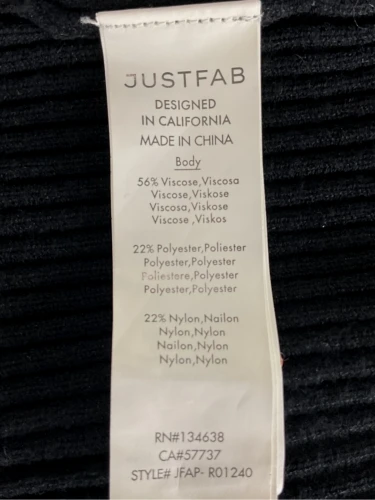 JUSTFAB
DESIGNED
IN CALIFORNIA
MADE IN CHINA
Body
56% Viscose,Viscosa
Viscose,Viskose
Viscosa,Viskose
Viscose ,Viskos
22% Polyester,Poliester
Polyester,Polyester
Poliestere,Polyester
Polyester,Polyester
22% Nylon,Nailon
Nylon,Nylon
Nailon,Nylon
Nylon,Nylon
RN#134638
CA#57737
STYLE# JFAP- R01240